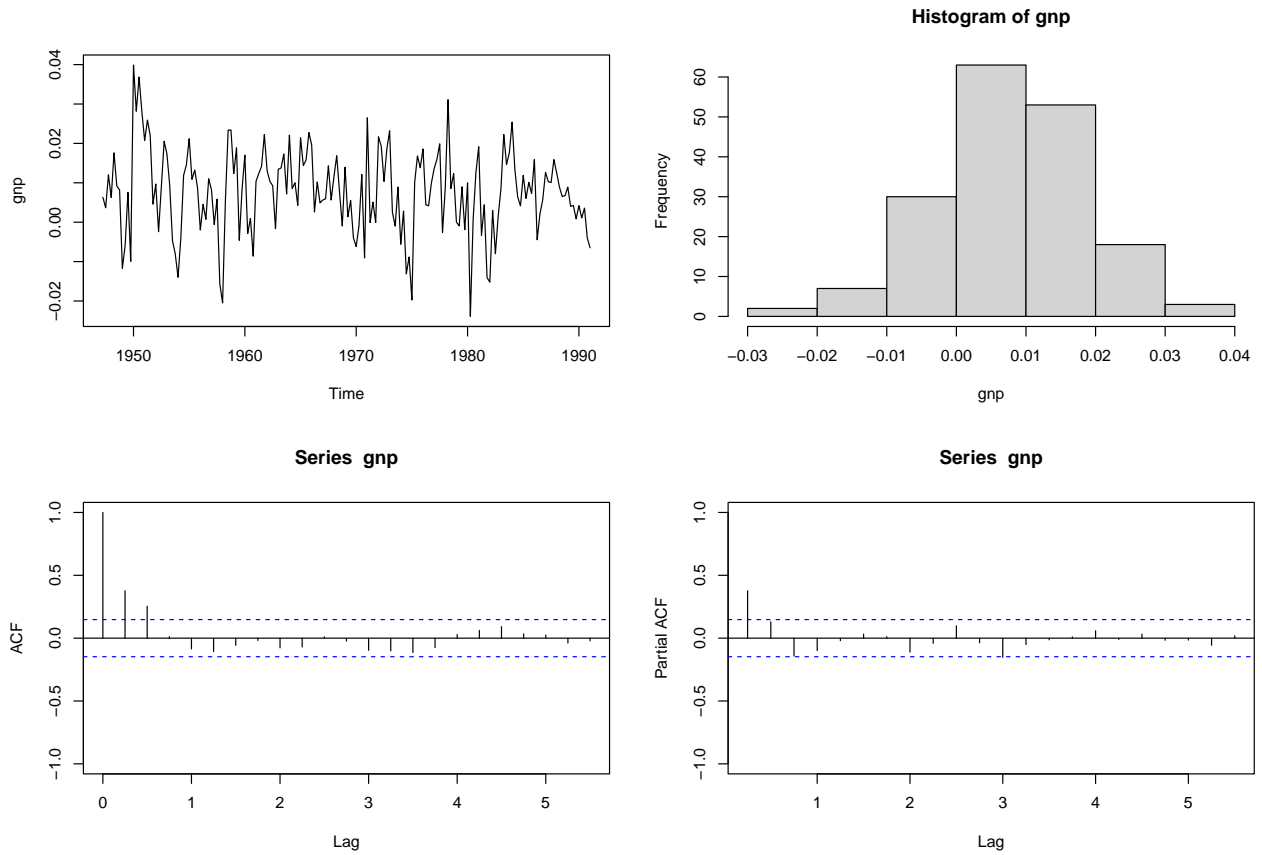 gnp
0.04
0.02
0.00
−0.02
1950 1960 1970 1980 1990
Time
Histogram of gnp
Frequency
60
50
40
30
20
10
0
−0.03 −0.02 −0.01 0.00 0.01 0.02 0.03 0.04
gnp
Series gnp
ACF
1.0
0.5
0.0
−0.5
−1.0
0 1 2 3 4 5
Lag
Series gnp
Partial ACF
1.0
0.5
0.0
−0.5
−1.0
1 2 3 4 5
Lag